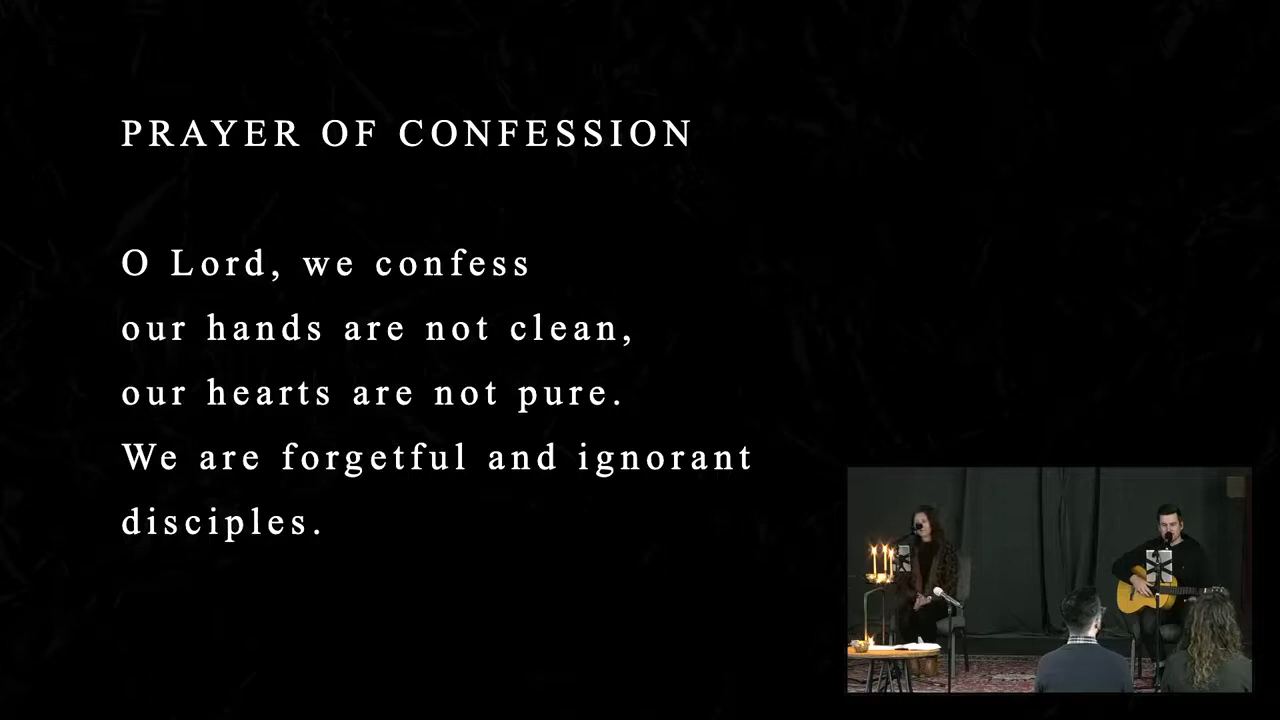 PRAYER OF CONFESSION
O Lord, we confess
our hands are not clean,
our hearts are not pure.
We are forgetful and ignorant
disciples.